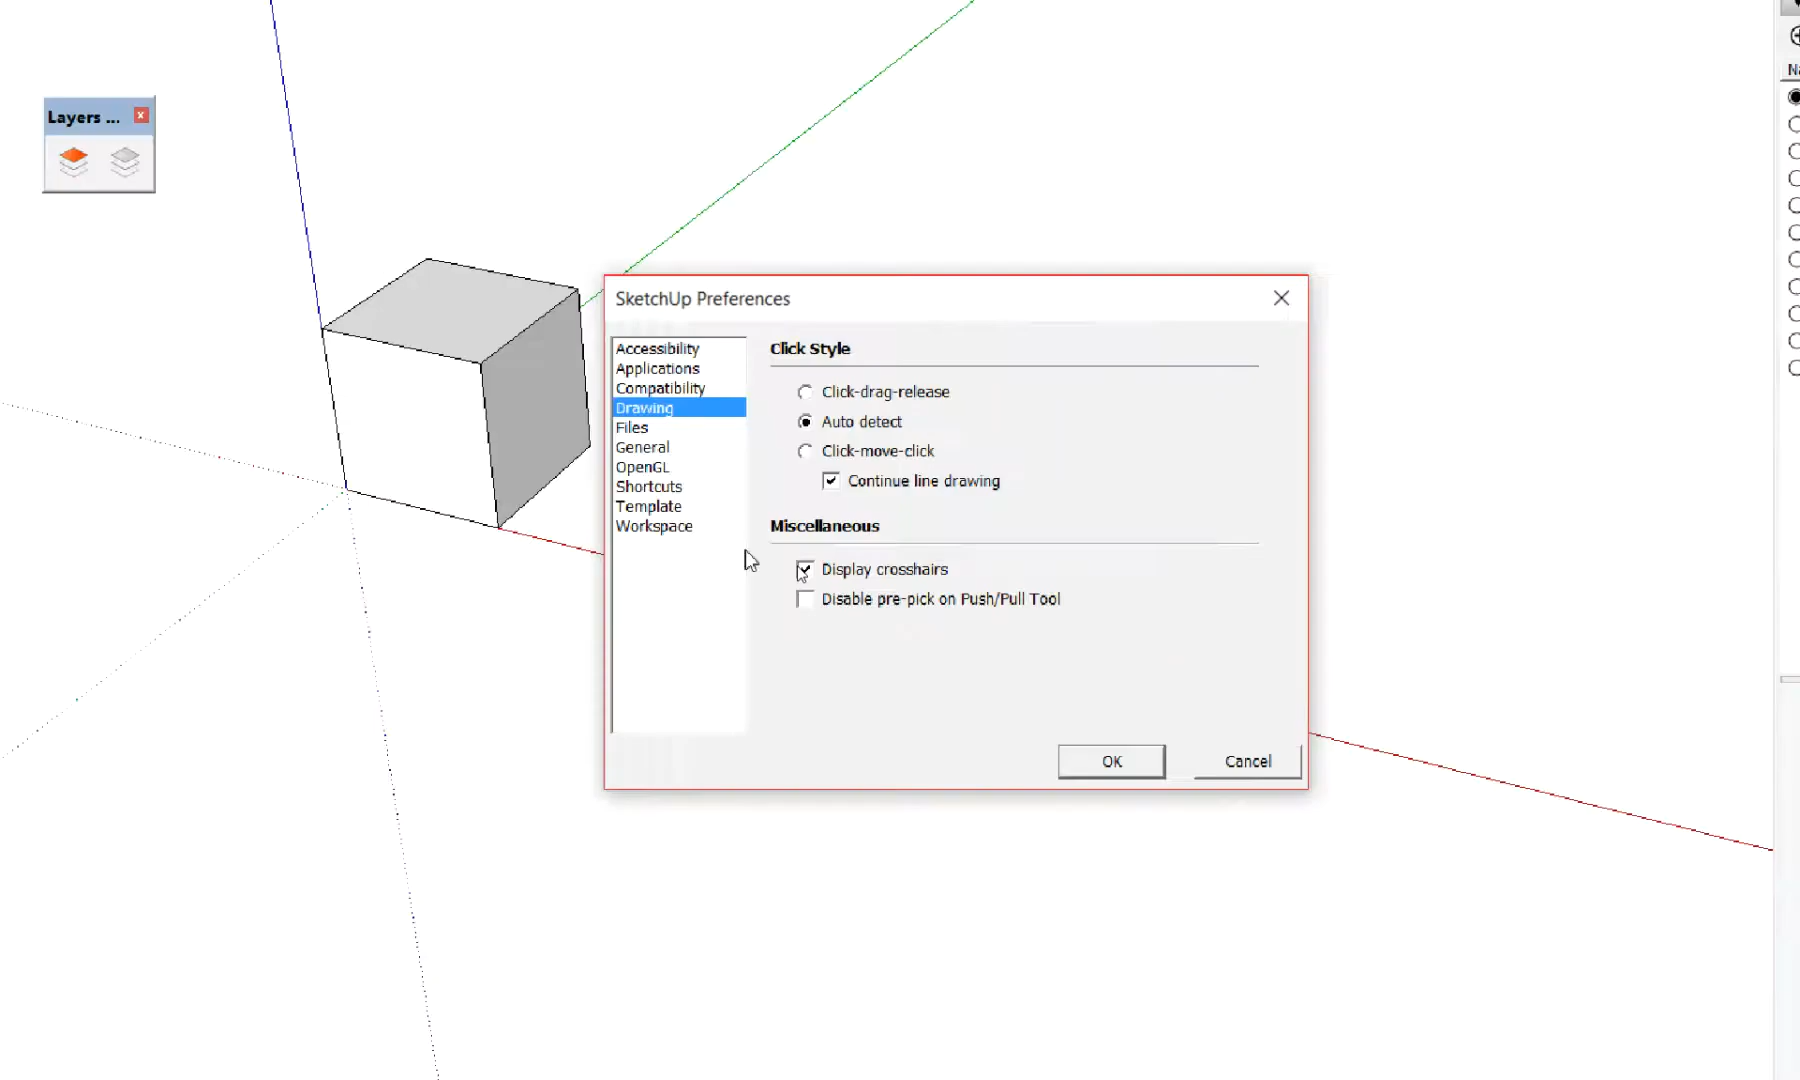 Layers ...
SketchUp Preferences
Accessibility
Applications
Compatibility
Drawing
Files
General
OpenGL
Shortcuts
Template
Workspace
Click Style
Click-drag-release
Auto detect
Click-move-click
Continue line drawing
Miscellaneous
Display crosshairs
Disable pre-pick on Push/Pull Tool
OK
Cancel